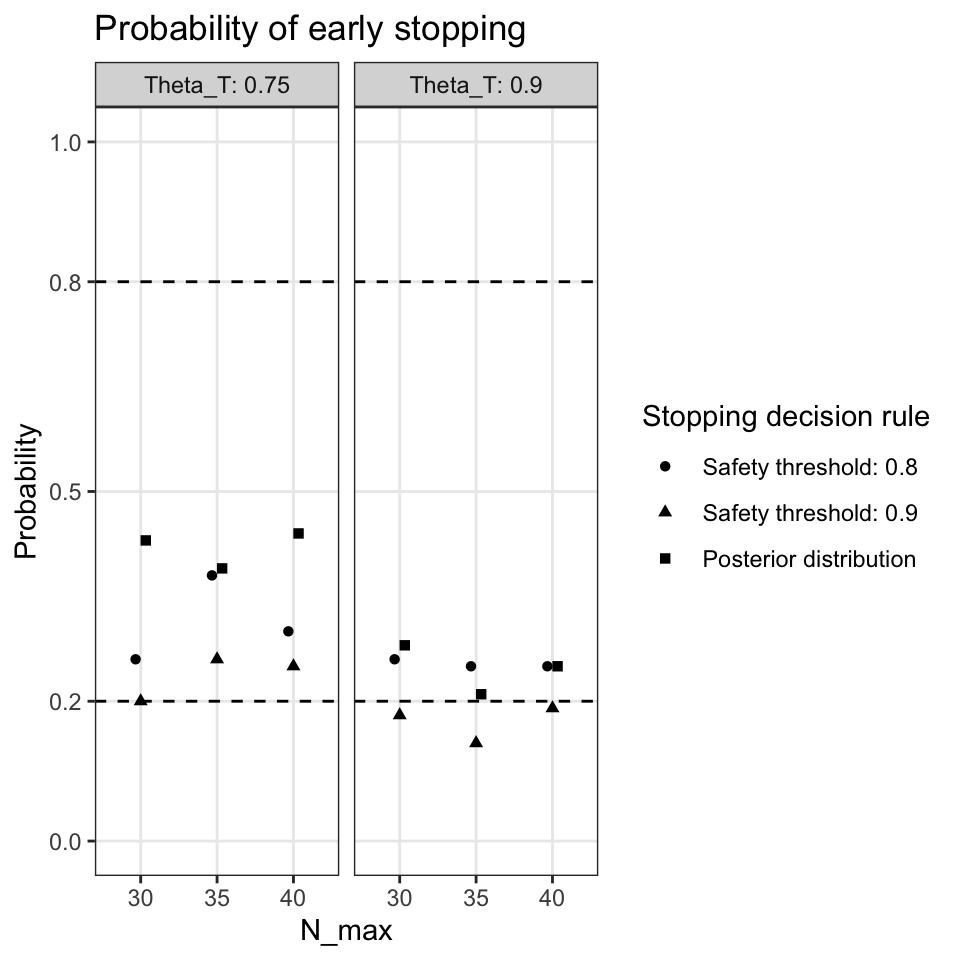 Probability of early stopping
Theta_T: 0.75
Theta_T: 0.9
Probability
1.0
0.8
0.5
0.2
0.0
30 35 40
30 35 40
N_max
Stopping decision rule
Safety threshold: 0.8
Safety threshold: 0.9
Posterior distribution